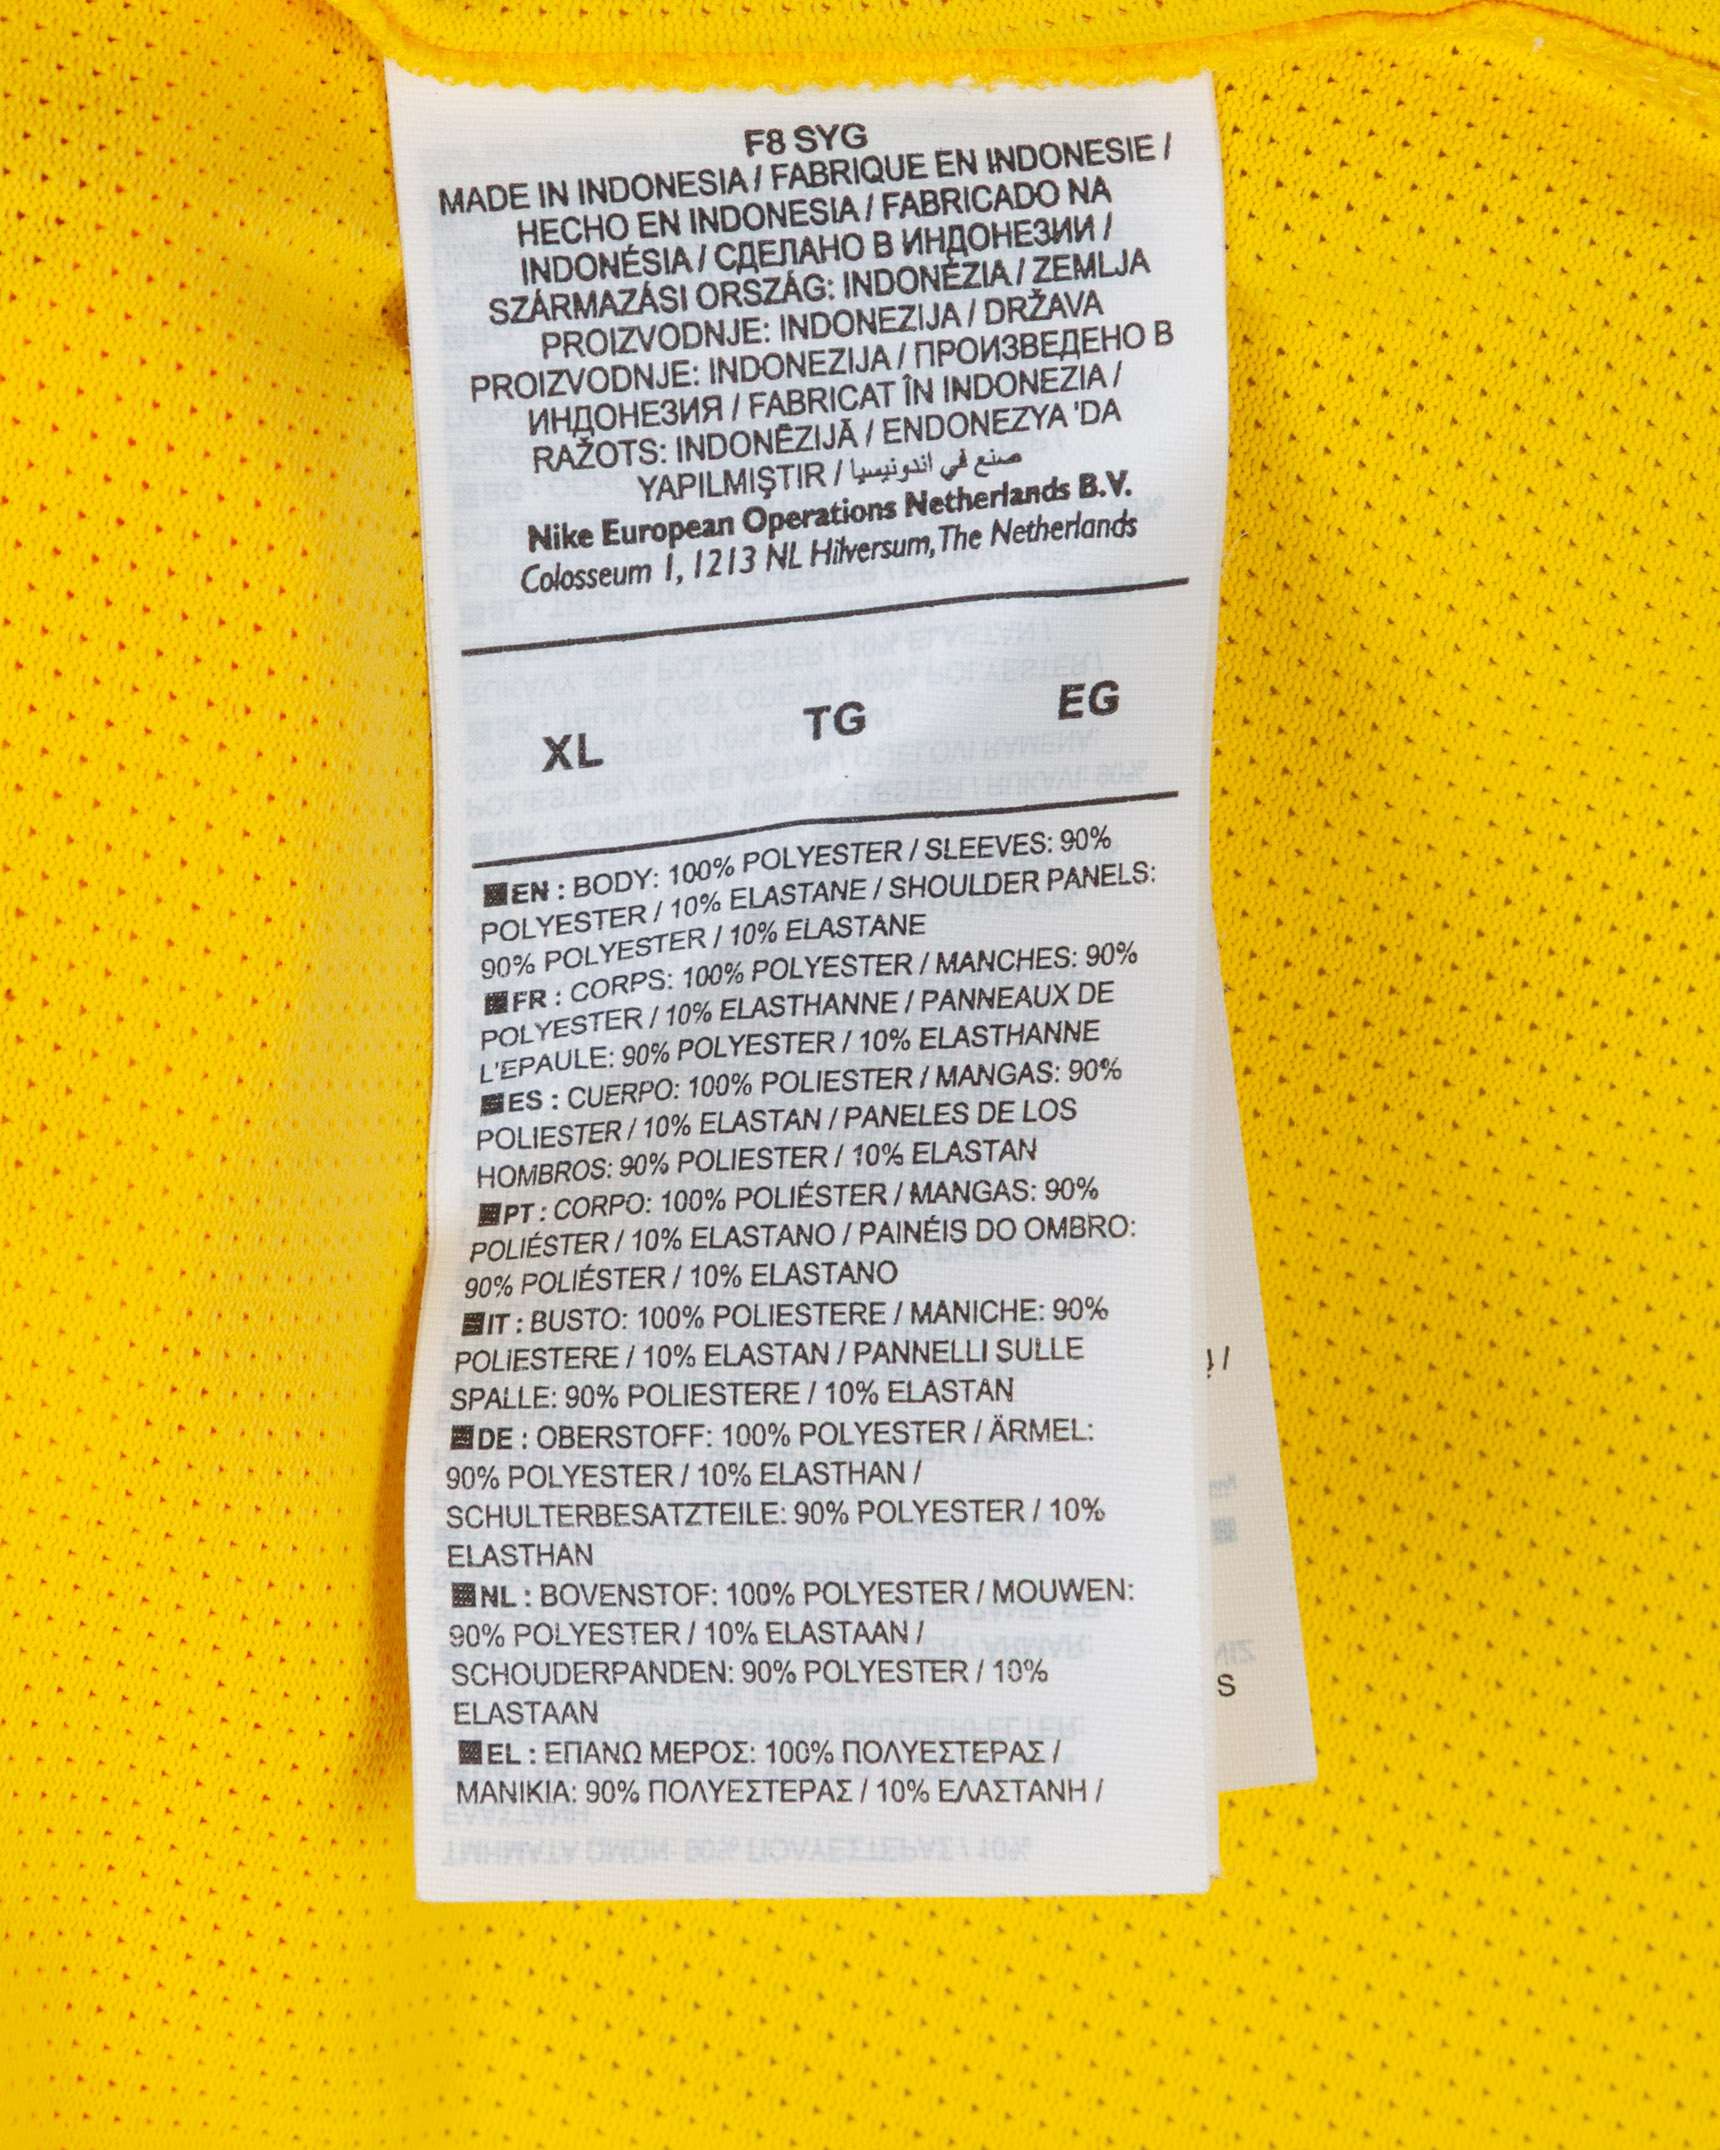 F8 SYG
MADE IN INDONESIA / FABRIQUE EN INDONESIE /
HECHO EN INDONESIA / FABRICADO NA
INDONÉSIA / СДЕЛАНО В ИНДОНЕЗИИ /
SZÁRMAZÁSI ORSZÁG: INDONÉZIA / ZEMLJA
PROIZVODNJE: INDONEZIJA / DRŽAVA
PROIZVODNJE: INDONEZIJA / ПРОИЗВЕДЕНО В
ИНДОНЕЗИЯ / FABRICAT ÎN INDONEZIA /
RAŽOTS: INDONĒZIJĀ / ENDONEZYA 'DA
YAPILMIŞTIR / صنع في اندونيسيا
Nike European Operations Netherlands B.V.
Colosseum 1, 1213 NL Hilversum, The Netherlands
XL TG EG
EN : BODY: 100% POLYESTER / SLEEVES: 90%
POLYESTER / 10% ELASTANE / SHOULDER PANELS:
90% POLYESTER / 10% ELASTANE
FR : CORPS: 100% POLYESTER / MANCHES: 90%
POLYESTER / 10% ELASTHANNE / PANNEAUX DE
L'EPAULE: 90% POLYESTER / 10% ELASTHANNE
ES : CUERPO: 100% POLIESTER / MANGAS: 90%
POLIESTER / 10% ELASTAN / PANELES DE LOS
HOMBROS: 90% POLIESTER / 10% ELASTAN
PT : CORPO: 100% POLIÉSTER / MANGAS: 90%
POLIÉSTER / 10% ELASTANO / PAINÉIS DO OMBRO:
90% POLIÉSTER / 10% ELASTANO
IT : BUSTO: 100% POLIESTERE / MANICHE: 90%
POLIESTERE / 10% ELASTAN / PANNELLI SULLE
SPALLE: 90% POLIESTERE / 10% ELASTAN
DE : OBERSTOFF: 100% POLYESTER / ÄRMEL:
90% POLYESTER / 10% ELASTHAN /
SCHULTERBESATZTEILE: 90% POLYESTER / 10%
ELASTHAN
NL : BOVENSTOF: 100% POLYESTER / MOUWEN:
90% POLYESTER / 10% ELASTAAN /
SCHOUDERPANDEN: 90% POLYESTER / 10%
ELASTAAN
EL : ΕΠΑΝΩ ΜΕΡΟΣ: 100% ΠΟΛΥΕΣΤΕΡΑΣ /
ΜΑΝΙΚΙΑ: 90% ΠΟΛΥΕΣΤΕΡΑΣ / 10% ΕΛΑΣΤΑΝΗ /
S